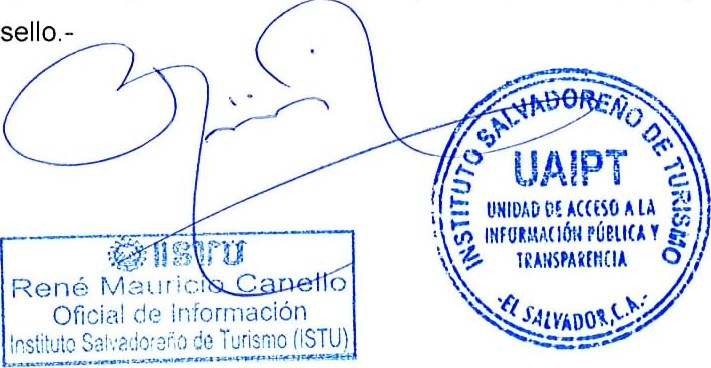 sello.-
INSTITUTO SALVADOREÑO DE TURISMO
UAIPT
UNIDAD DE ACCESO A LA
INFORMACIÓN PÚBLICA Y
TRANSPARENCIA
-EL SALVADOR, C.A.-
ISTU
René Mauricio Canello
Oficial de Información
Instituto Salvadoreño de Turismo (ISTU)